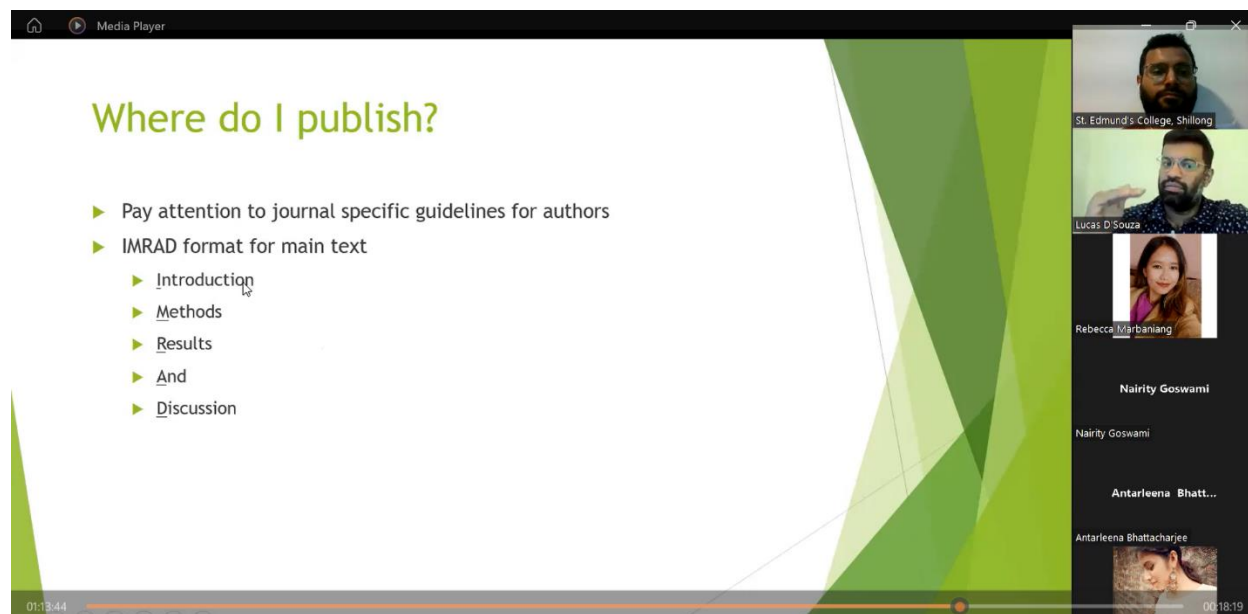 Media Player
Where do I publish?
Pay attention to journal specific guidelines for authors
IMRAD format for main text
Introduction
Methods
Results
And
Discussion
St. Edmund's College, Shillong
Lucas D'Souza
Rebecca Marbaniang
Nairity Goswami
Nairity Goswami
Antarleena Bhatt...
Antarleena Bhattacharjee
01:13:44
00:18:19